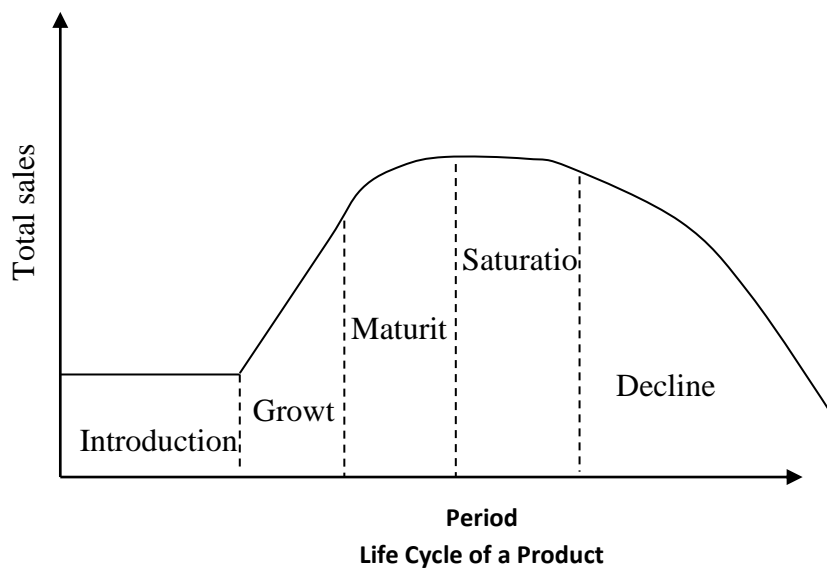 Total sales
Saturatio
Maturit
Decline
Growt
Introduction
Period
Life Cycle of a Product